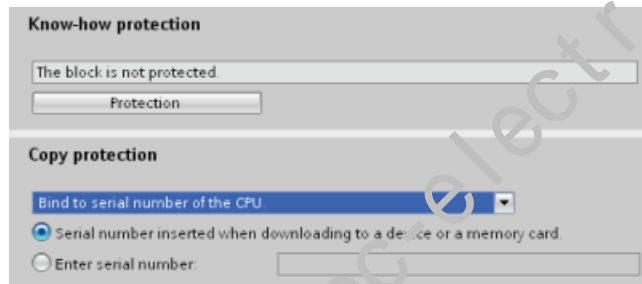 Know-how protection
The block is not protected.
Protection
Copy protection
Bind to serial number of the CPU.
Serial number inserted when downloading to a device or a memory card.
Enter serial number: